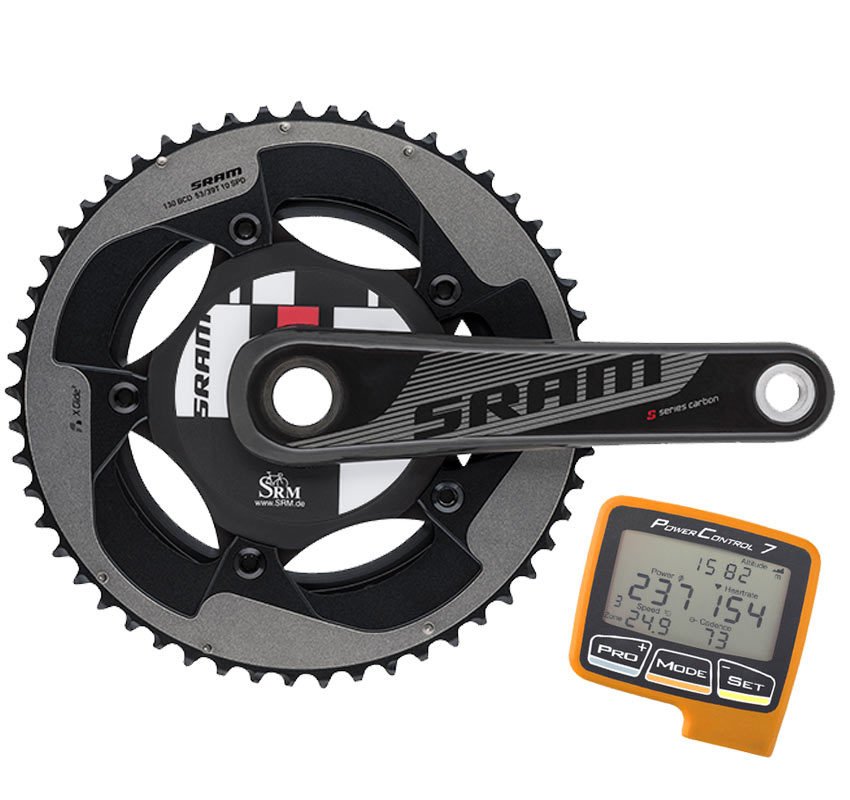 SRAM
130 BCD 53/39T 10 SPD
X Glide²
SRAM
SRAM
S series carbon
SRM
www.SRM.de
POWERCONTROL 7
Altitude
1582 m
Power ø
Heartrate
237 154
3 Speed °C
Cadence
Zone 24.9
73
PRO +
MODE
- SET